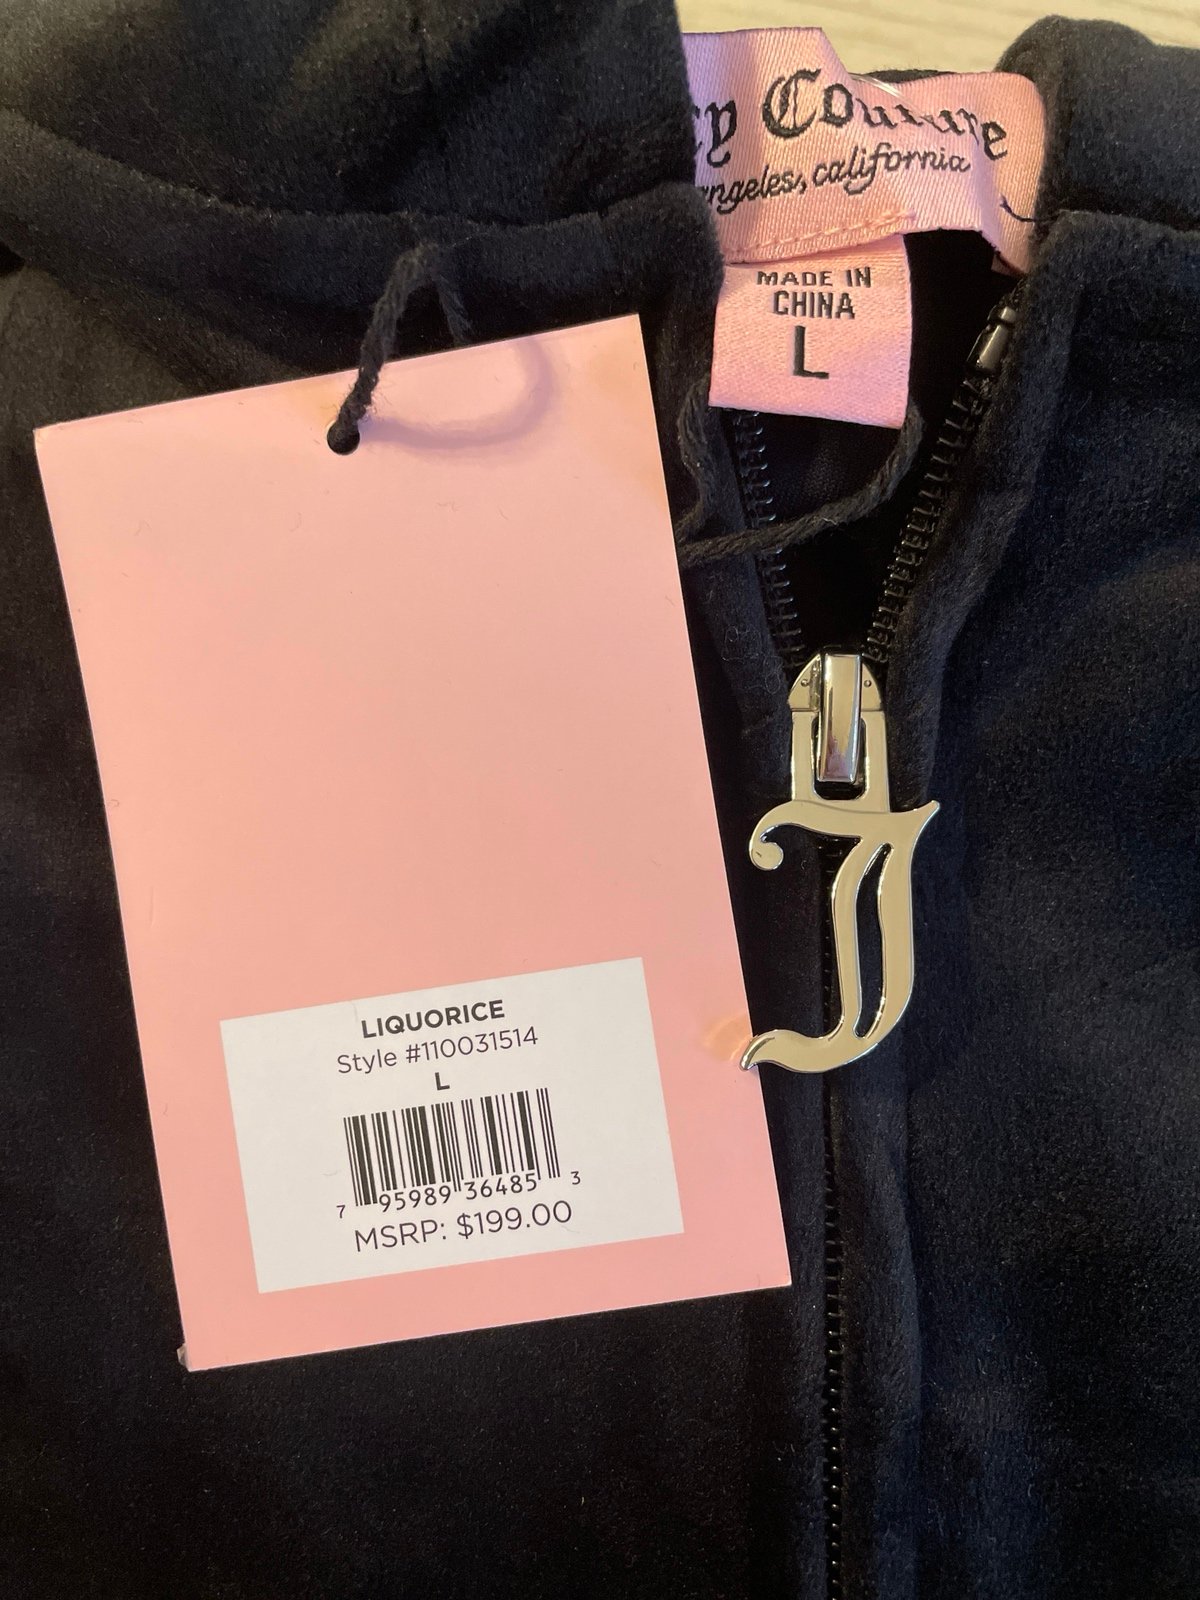 cy Couture
angeles, california
MADE IN
CHINA
L
LIQUORICE
Style #110031514
L
7 95989 36485 3
MSRP: $199.00